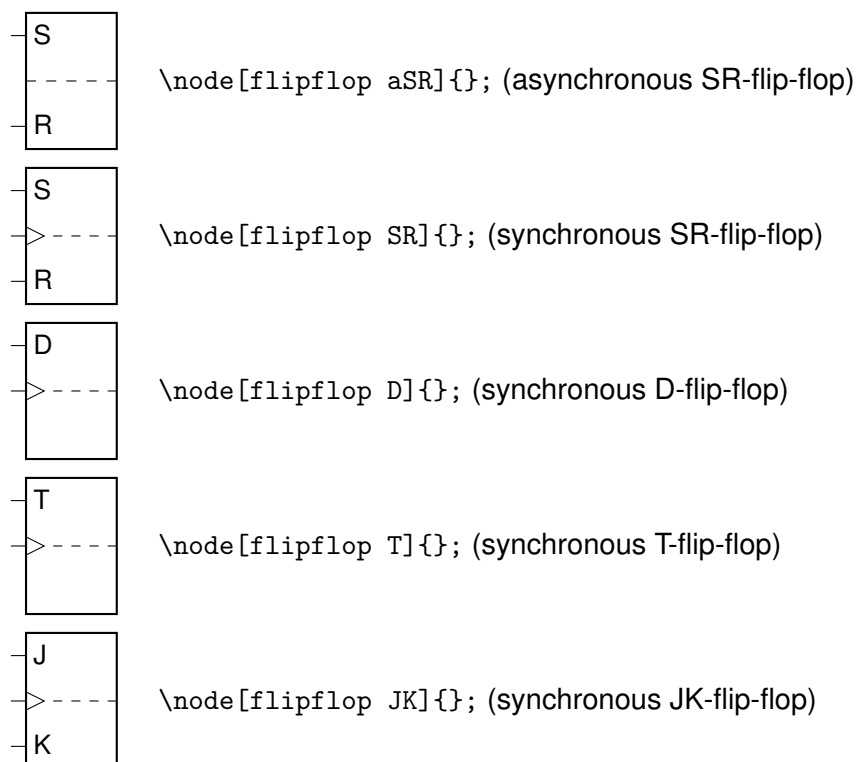 S
\node[flipflop aSR]{}; (asynchronous SR-flip-flop)
R
S
\node[flipflop SR]{}; (synchronous SR-flip-flop)
R
D
\node[flipflop D]{}; (synchronous D-flip-flop)
T
\node[flipflop T]{}; (synchronous T-flip-flop)
J
\node[flipflop JK]{}; (synchronous JK-flip-flop)
K